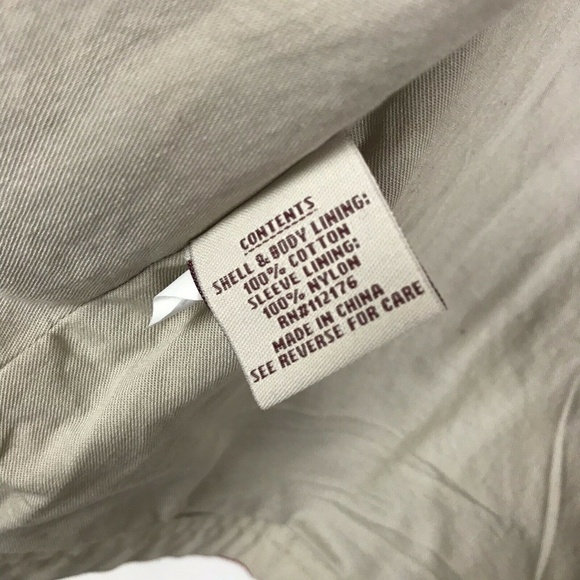 CONTENTS
SHELL & BODY LINING:
100% COTTON
SLEEVE LINING:
100% NYLON
RN#112176
MADE IN CHINA
SEE REVERSE FOR CARE